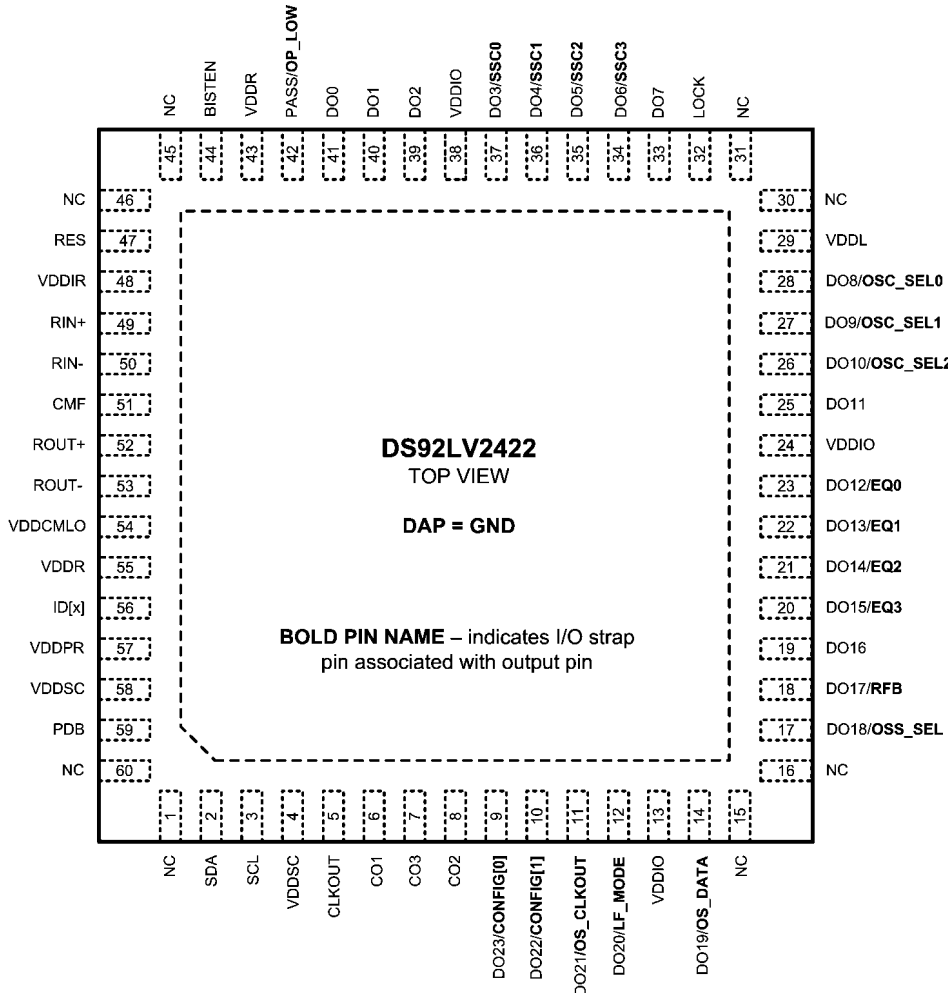 NC
BISTEN
VDDR
PASS/OP_LOW
DO0
DO1
DO2
VDDIO
DO3/SSC0
DO4/SSC1
DO5/SSC2
DO6/SSC3
DO7
LOCK
NC
45
44
43
42
41
40
39
38
37
36
35
34
33
32
31
NC 46
RES 47
VDDIR 48
RIN+ 49
RIN- 50
CMF 51
ROUT+ 52
ROUT- 53
VDDCMLO 54
VDDR 55
ID[x] 56
VDDPR 57
VDDSC 58
PDB 59
NC 60
DS92LV2422
TOP VIEW
DAP = GND
BOLD PIN NAME – indicates I/O strap
pin associated with output pin
30 NC
29 VDDL
28 DO8/OSC_SEL0
27 DO9/OSC_SEL1
26 DO10/OSC_SEL2
25 DO11
24 VDDIO
23 DO12/EQ0
22 DO13/EQ1
21 DO14/EQ2
20 DO15/EQ3
19 DO16
18 DO17/RFB
17 DO18/OSS_SEL
16 NC
1
2
3
4
5
6
7
8
9
10
11
12
13
14
15
NC
SDA
SCL
VDDSC
CLKOUT
CO1
CO3
CO2
DO23/CONFIG[0]
DO22/CONFIG[1]
DO21/OS_CLKOUT
DO20/LF_MODE
VDDIO
DO19/OS_DATA
NC